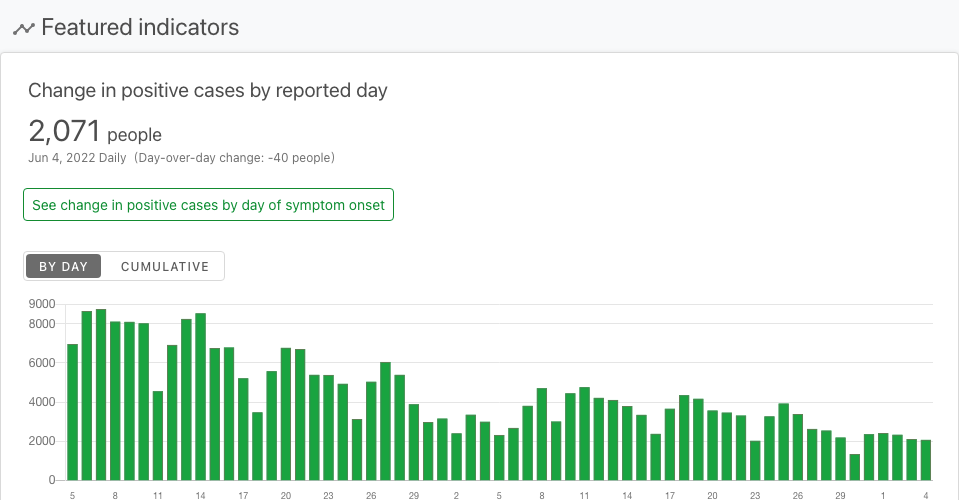 Featured indicators
Change in positive cases by reported day
2,071 people
Jun 4, 2022 Daily (Day-over-day change: -40 people)
See change in positive cases by day of symptom onset
BY DAY CUMULATIVE
9000
8000
6000
4000
2000
0
5 8 11 14 17 20 23 26 29 2 5 8 11 14 17 20 23 26 29 1 4